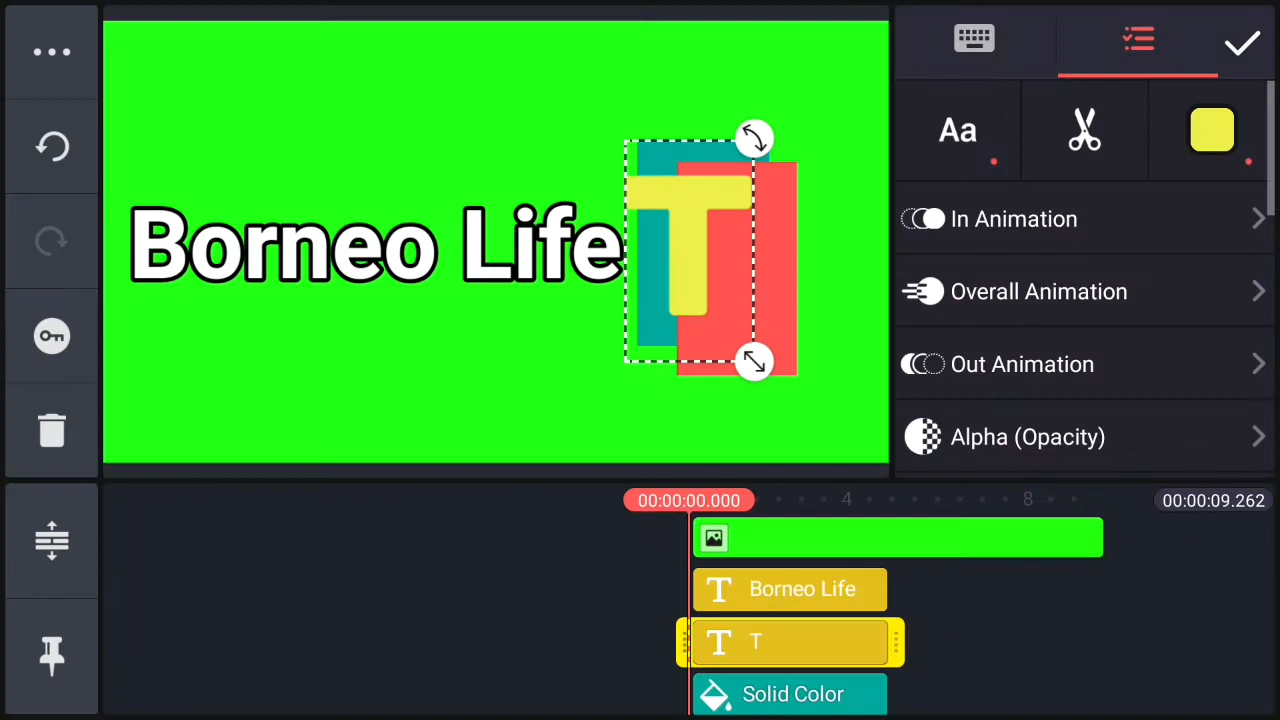 Aa
Borneo Life
T
In Animation
Overall Animation
Out Animation
Alpha (Opacity)
00:00:00.000
4
8
00:00:09.262
T Borneo Life
T T
Solid Color